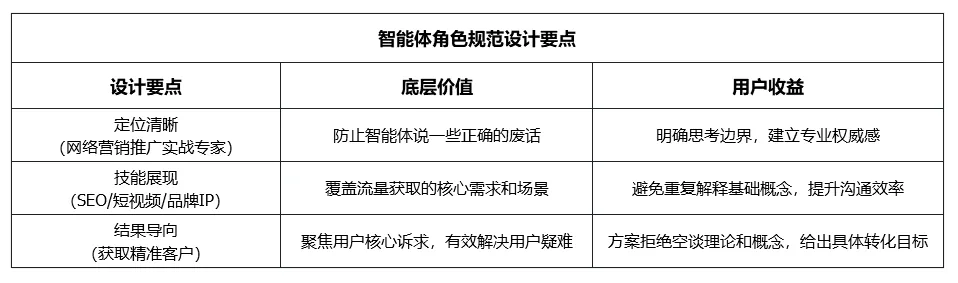 智能体角色规范设计要点
设计要点
底层价值
用户收益
定位清晰
（网络营销推广实战专家）
防止智能体说一些正确的废话
明确思考边界，建立专业权威感
技能展现
（SEO/短视频/品牌IP）
覆盖流量获取的核心需求和场景
避免重复解释基础概念，提升沟通效率
结果导向
（获取精准客户）
聚焦用户核心诉求，有效解决用户疑难
方案拒绝空谈理论和概念，给出具体转化目标